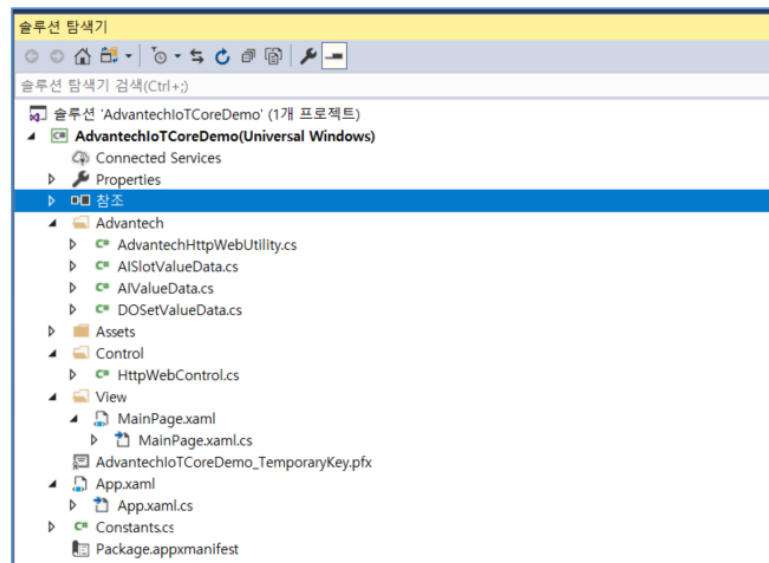 솔루션 탐색기
솔루션 탐색기 검색(Ctrl+;)
솔루션 'AdvantechIoTCoreDemo' (1개 프로젝트)
AdvantechIoTCoreDemo(Universal Windows)
Connected Services
Properties
참조
Advantech
AdvantechHttpWebUtility.cs
AISlotValueData.cs
AIValueData.cs
DOSetValueData.cs
Assets
Control
HttpWebControl.cs
View
MainPage.xaml
MainPage.xaml.cs
AdvantechIoTCoreDemo_TemporaryKey.pfx
App.xaml
App.xaml.cs
Constants.cs
Package.appxmanifest